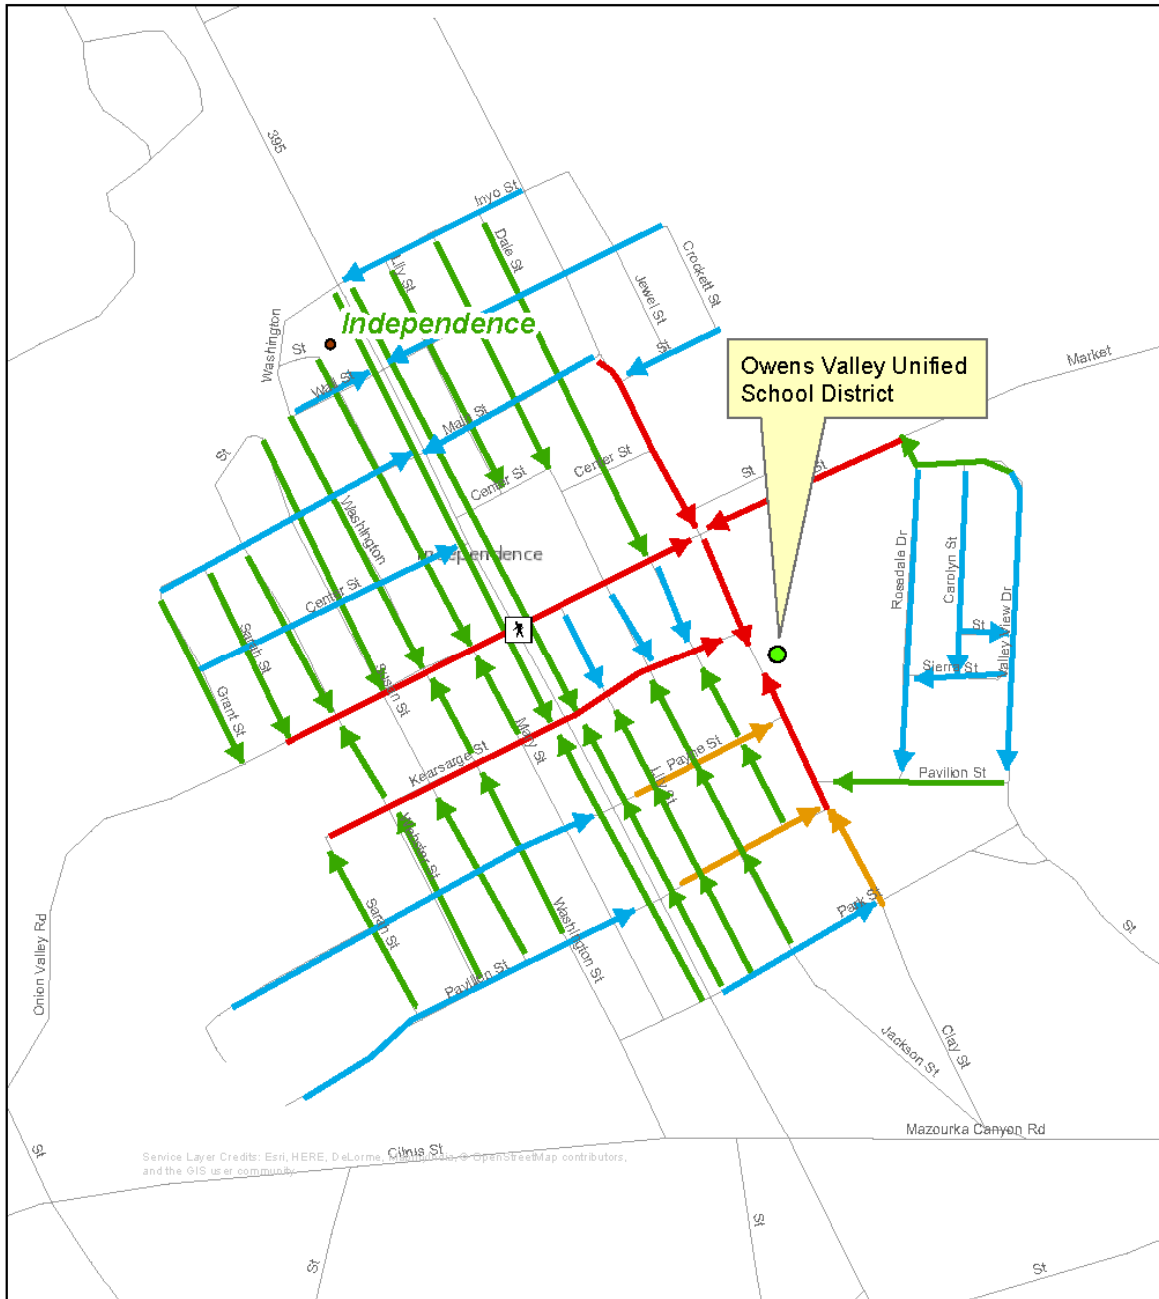 395
Inyo St
Dale St
Lily St
Crockett St
Jewel St
Washington
St
Independence
St
Wall St
Main St
Market
Owens Valley Unified
School District
St
Center St
Center St
St
St
Washington
Independence
Center St
Rosedale Dr
Carolyn St
Valley View Dr
St
Sierra St
Sarah St
Grant St
St
Mary St
Kearsarge St
Payne St
Lily St
Pavilion St
Webster St
Sarah St
Washington St
Pavilion St
Park St
Onion Valley Rd
St
Jackson St
Clay St
Mazourka Canyon Rd
Citrus St
St
Service Layer Credits: Esri, HERE, DeLorme, OpenStreetMap contributors,
and the GIS user community
St
St
St